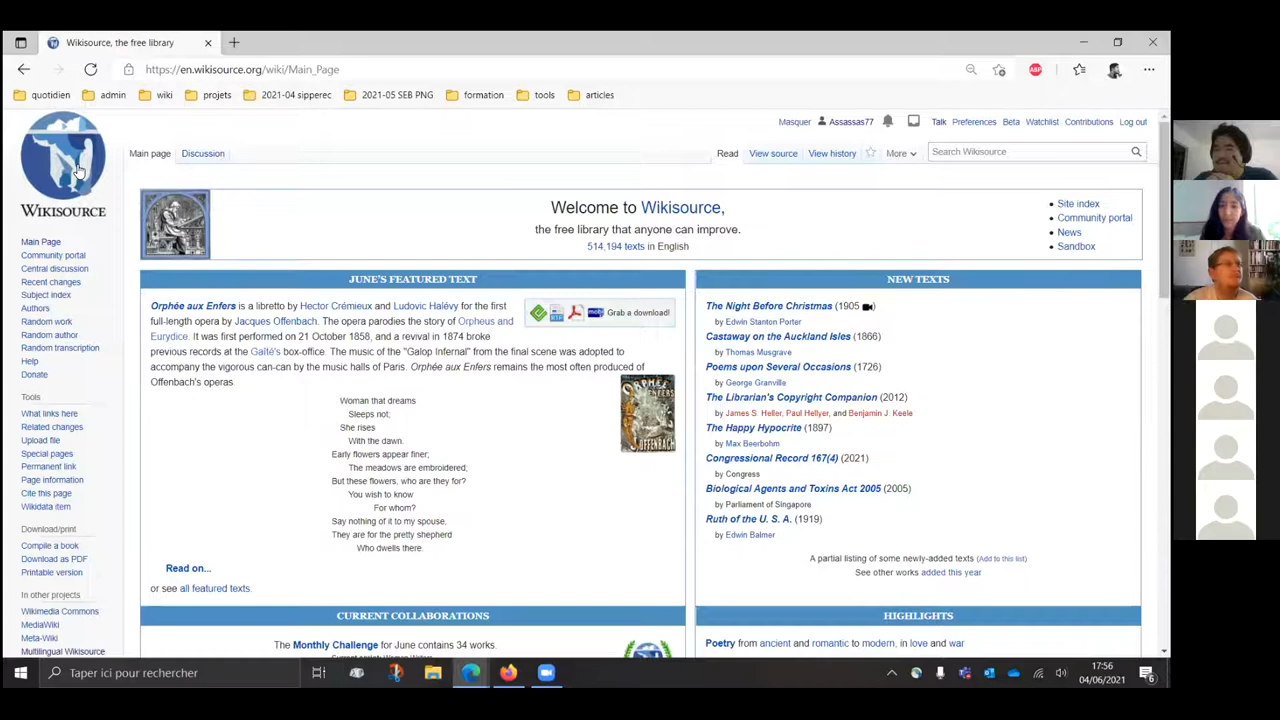 Wikisource, the free library
https://en.wikisource.org/wiki/Main_Page
ABP
quotidien admin wiki projets 2021-04 sipperec 2021-05 SEB PNG formation tools articles
Masquer Assassas77 Talk Preferences Beta Watchlist Contributions Log out
Main page Discussion Read View source View history More Search Wikisource
WIKISOURCE
Main Page
Community portal
Central discussion
Recent changes
Subject index
Authors
Random work
Random author
Random transcription
Help
Donate
Tools
What links here
Related changes
Upload file
Special pages
Permanent link
Page information
Cite this page
Wikidata item
Download/print
Compile a book
Download as PDF
Printable version
In other projects
Wikimedia Commons
MediaWiki
Meta-Wiki
Multilingual Wikisource
Welcome to Wikisource,
the free library that anyone can improve.
514,194 texts in English
Site index
Community portal
News
Sandbox
JUNE'S FEATURED TEXT
Orphée aux Enfers is a libretto by Hector Crémieux and Ludovic Halévy for the first
full-length opera by Jacques Offenbach. The opera parodies the story of Orpheus and
Eurydice. It was first performed on 21 October 1858, and a revival in 1874 broke
previous records at the Gaîté's box-office. The music of the "Galop Infernal" from the final scene was adopted to
accompany the vigorous can-can by the music halls of Paris. Orphée aux Enfers remains the most often produced of
Offenbach's operas
Grab a download!
Woman that dreams
Sleeps not;
She rises
With the dawn.
Early flowers appear finer;
The meadows are embroidered;
But these flowers, who are they for?
You wish to know
For whom?
Say nothing of it to my spouse,
They are for the pretty shepherd
Who dwells there.
ORPHÉE
OFFENBACH
Read on...
or see all featured texts.
NEW TEXTS
The Night Before Christmas (1905)
by Edwin Stanton Porter
Castaway on the Auckland Isles (1866)
by Thomas Musgrave
Poems upon Several Occasions (1726)
by George Granville
The Librarian's Copyright Companion (2012)
by James S. Heller, Paul Hellyer, and Benjamin J. Keele
The Happy Hypocrite (1897)
by Max Beerbohm
Congressional Record 167(4) (2021)
by Congress
Biological Agents and Toxins Act 2005 (2005)
by Parliament of Singapore
Ruth of the U. S. A. (1919)
by Edwin Balmer
A partial listing of some newly-added texts (Add to this list)
See other works added this year
CURRENT COLLABORATIONS
The Monthly Challenge for June contains 34 works.
HIGHLIGHTS
Poetry from ancient and romantic to modern, in love and war
Taper ici pour rechercher
17:56
04/06/2021
6